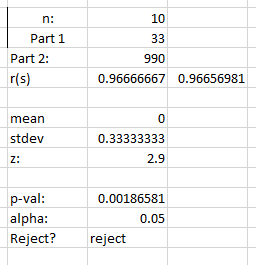 n: 10
Part 1 33
Part 2: 990
r(s) 0.96666667 0.96656981
mean 0
stdev 0.33333333
z: 2.9
p-val: 0.00186581
alpha: 0.05
Reject? reject